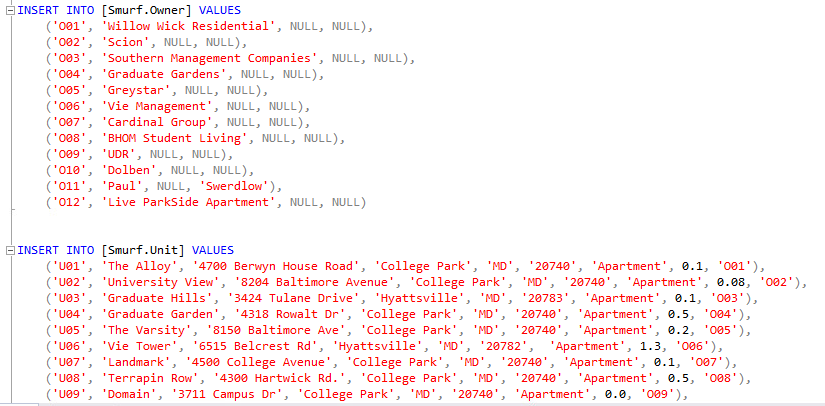 INSERT INTO [Smurf.Owner] VALUES
('O01', 'Willow Wick Residential', NULL, NULL),
('O02', 'Scion', NULL, NULL),
('O03', 'Southern Management Companies', NULL, NULL),
('O04', 'Graduate Gardens', NULL, NULL),
('O05', 'Greystar', NULL, NULL),
('O06', 'Vie Management', NULL, NULL),
('O07', 'Cardinal Group', NULL, NULL),
('O08', 'BHOM Student Living', NULL, NULL),
('O09', 'UDR', NULL, NULL),
('O10', 'Dolben', NULL, NULL),
('O11', 'Paul', NULL, 'Swerdlow'),
('O12', 'Live ParkSide Apartment', NULL, NULL)
INSERT INTO [Smurf.Unit] VALUES
('U01', 'The Alloy', '4700 Berwyn House Road', 'College Park', 'MD', '20740', 'Apartment', 0.1, 'O01'),
('U02', 'University View', '8204 Baltimore Avenue', 'College Park', 'MD', '20740', 'Apartment', 0.08, 'O02'),
('U03', 'Graduate Hills', '3424 Tulane Drive', 'Hyattsville', 'MD', '20783', 'Apartment', 0.1, 'O03'),
('U04', 'Graduate Garden', '4318 Rowalt Dr', 'College Park', 'MD', '20740', 'Apartment', 0.5, 'O04'),
('U05', 'The Varsity', '8150 Baltimore Ave', 'College Park', 'MD', '20740', 'Apartment', 0.2, 'O05'),
('U06', 'Vie Tower', '6515 Belcrest Rd', 'Hyattsville', 'MD', '20782',  'Apartment', 1.3, 'O06'),
('U07', 'Landmark', '4500 College Avenue', 'College Park', 'MD', '20740', 'Apartment', 0.1, 'O07'),
('U08', 'Terrapin Row', '4300 Hartwick Rd.', 'College Park', 'MD', '20740', 'Apartment', 0.5, 'O08'),
('U09', 'Domain', '3711 Campus Dr', 'College Park', 'MD', '20740', 'Apartment', 0.0, 'O09'),